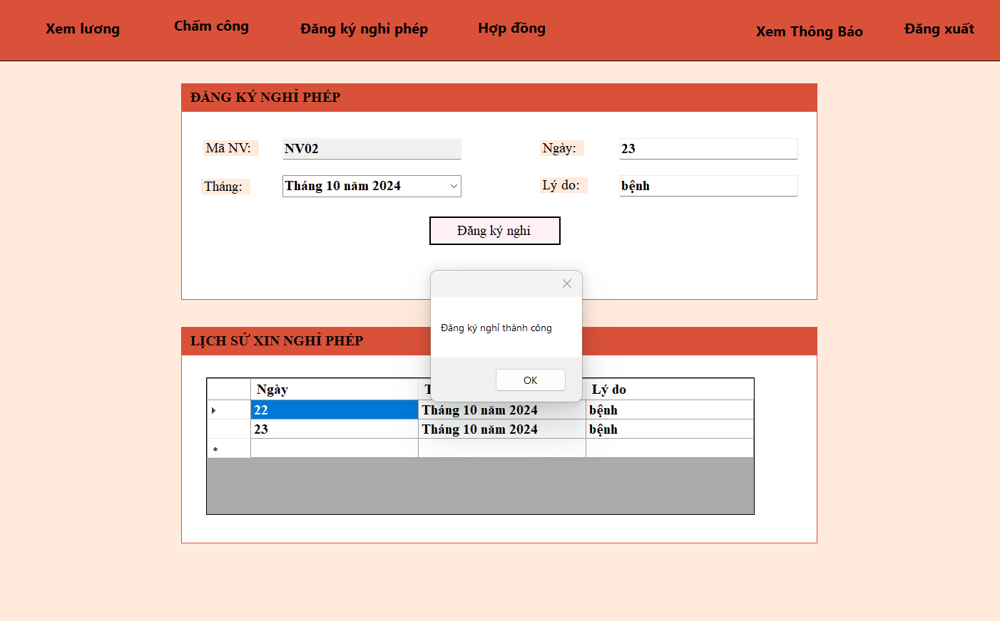 Xem lương Chấm công Đăng ký nghỉ phép Hợp đồng Xem Thông Báo Đăng xuất
ĐĂNG KÝ NGHỈ PHÉP
Mã NV: NV02 Ngày: 23
Tháng: Tháng 10 năm 2024 Lý do: bệnh
Đăng ký nghỉ
Đăng ký nghỉ thành công
OK
LỊCH SỬ XIN NGHỈ PHÉP
Ngày Lý do
22 Tháng 10 năm 2024 bệnh
23 Tháng 10 năm 2024 bệnh